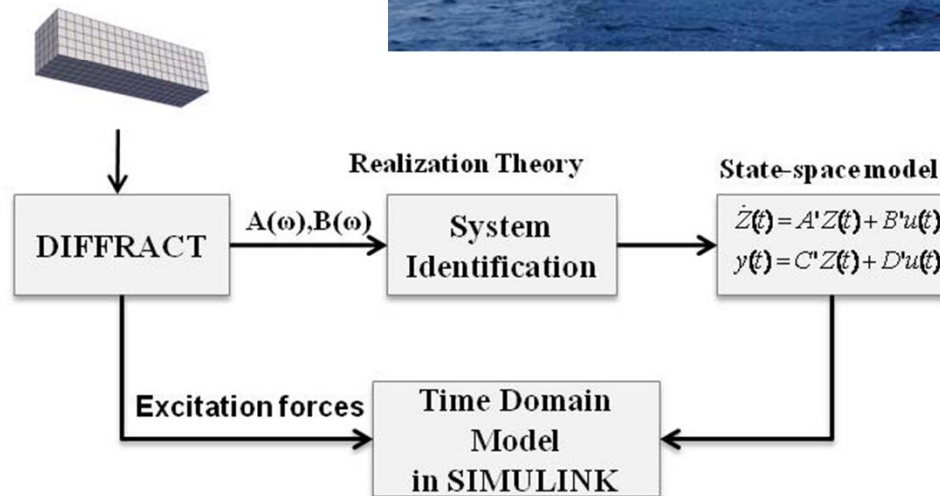 Realization Theory
State-space model
DIFFRACT
A(ω),B(ω)
System
Identification
Ż(t) = A'Z(t) + B'u(t)
y(t) = C'Z(t) + D'u(t)
Excitation forces
Time Domain
Model
in SIMULINK